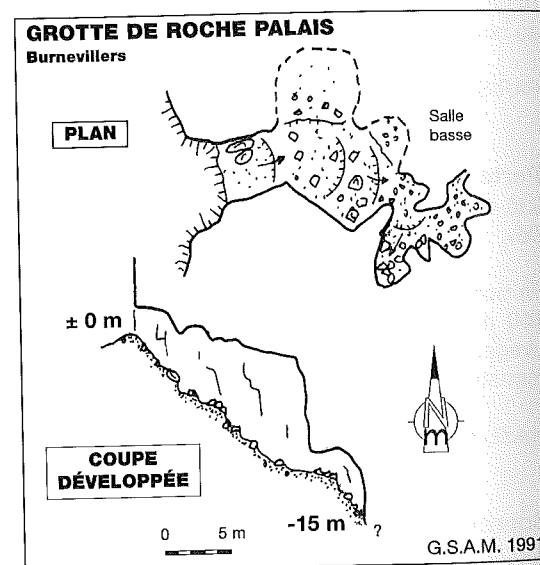 GROTTE DE ROCHE PALAIS
Burnevillers
PLAN
Salle
basse
± 0 m
COUPE
DÉVELOPPÉE
N
0 5 m
-15 m ?
G.S.A.M. 1991